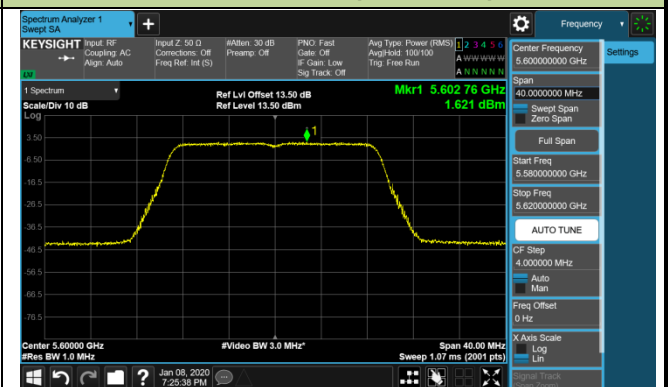 Spectrum Analyzer 1
Swept SA
Frequency
KEYSIGHT
Input: RF
Coupling: AC
Align: Auto
Input Z: 50 Ω
Corrections: Off
Freq Ref: Int (S)
#Atten: 30 dB
Preamp: Off
PNO: Fast
Gate: Off
IF Gain: Low
Sig Track: Off
Avg Type: Power (RMS)
Avg|Hold: 100/100
Trig: Free Run
1 2 3 4 5 6
A W W W W W
A N N N N N
LXI
Center Frequency
5.600000000 GHz
Settings
Span
40.0000000 MHz
Swept Span
Zero Span
Full Span
Start Freq
5.580000000 GHz
Stop Freq
5.620000000 GHz
AUTO TUNE
CF Step
4.000000 MHz
Auto
Man
Freq Offset
0 Hz
X Axis Scale
Log
Lin
Signal Track
(Span Zoom)
1 Spectrum
Scale/Div 10 dB
Log
Ref Lvl Offset 13.50 dB
Ref Level 13.50 dBm
Mkr1 5.602 76 GHz
1.621 dBm
1
3.50
-6.50
-16.5
-26.5
-36.5
-46.5
-56.5
-66.5
-76.5
Center 5.60000 GHz
#Res BW 1.0 MHz
#Video BW 3.0 MHz*
Span 40.00 MHz
Sweep 1.07 ms (2001 pts)
?
Jan 08, 2020
7:25:38 PM